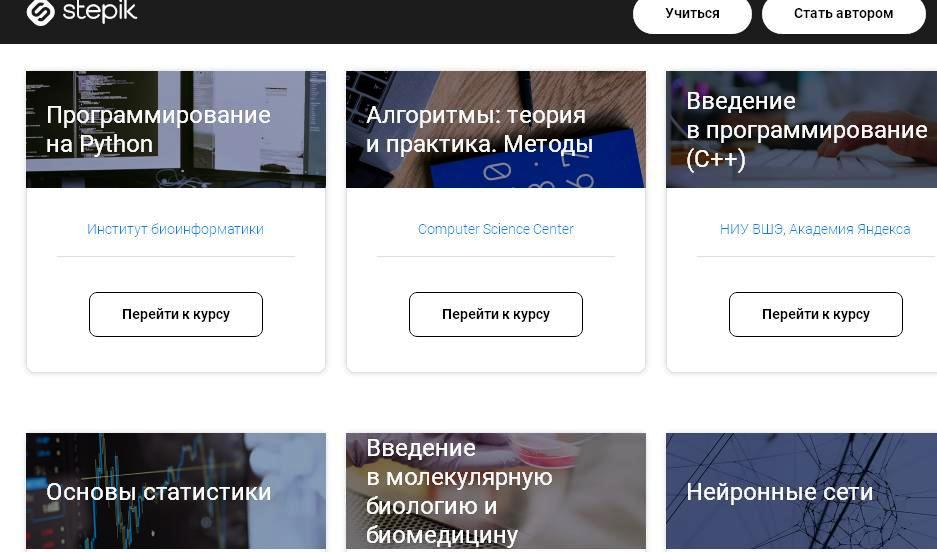 stepik
Учиться
Стать автором
Программирование
на Python
Алгоритмы: теория
и практика. Методы
Введение
в программирование
(C++)
Институт биоинформатики
Computer Science Center
НИУ ВШЭ, Академия Яндекса
Перейти к курсу
Перейти к курсу
Перейти к курсу
Основы статистики
Введение
в молекулярную
биологию и
биомедицину
Нейронные сети